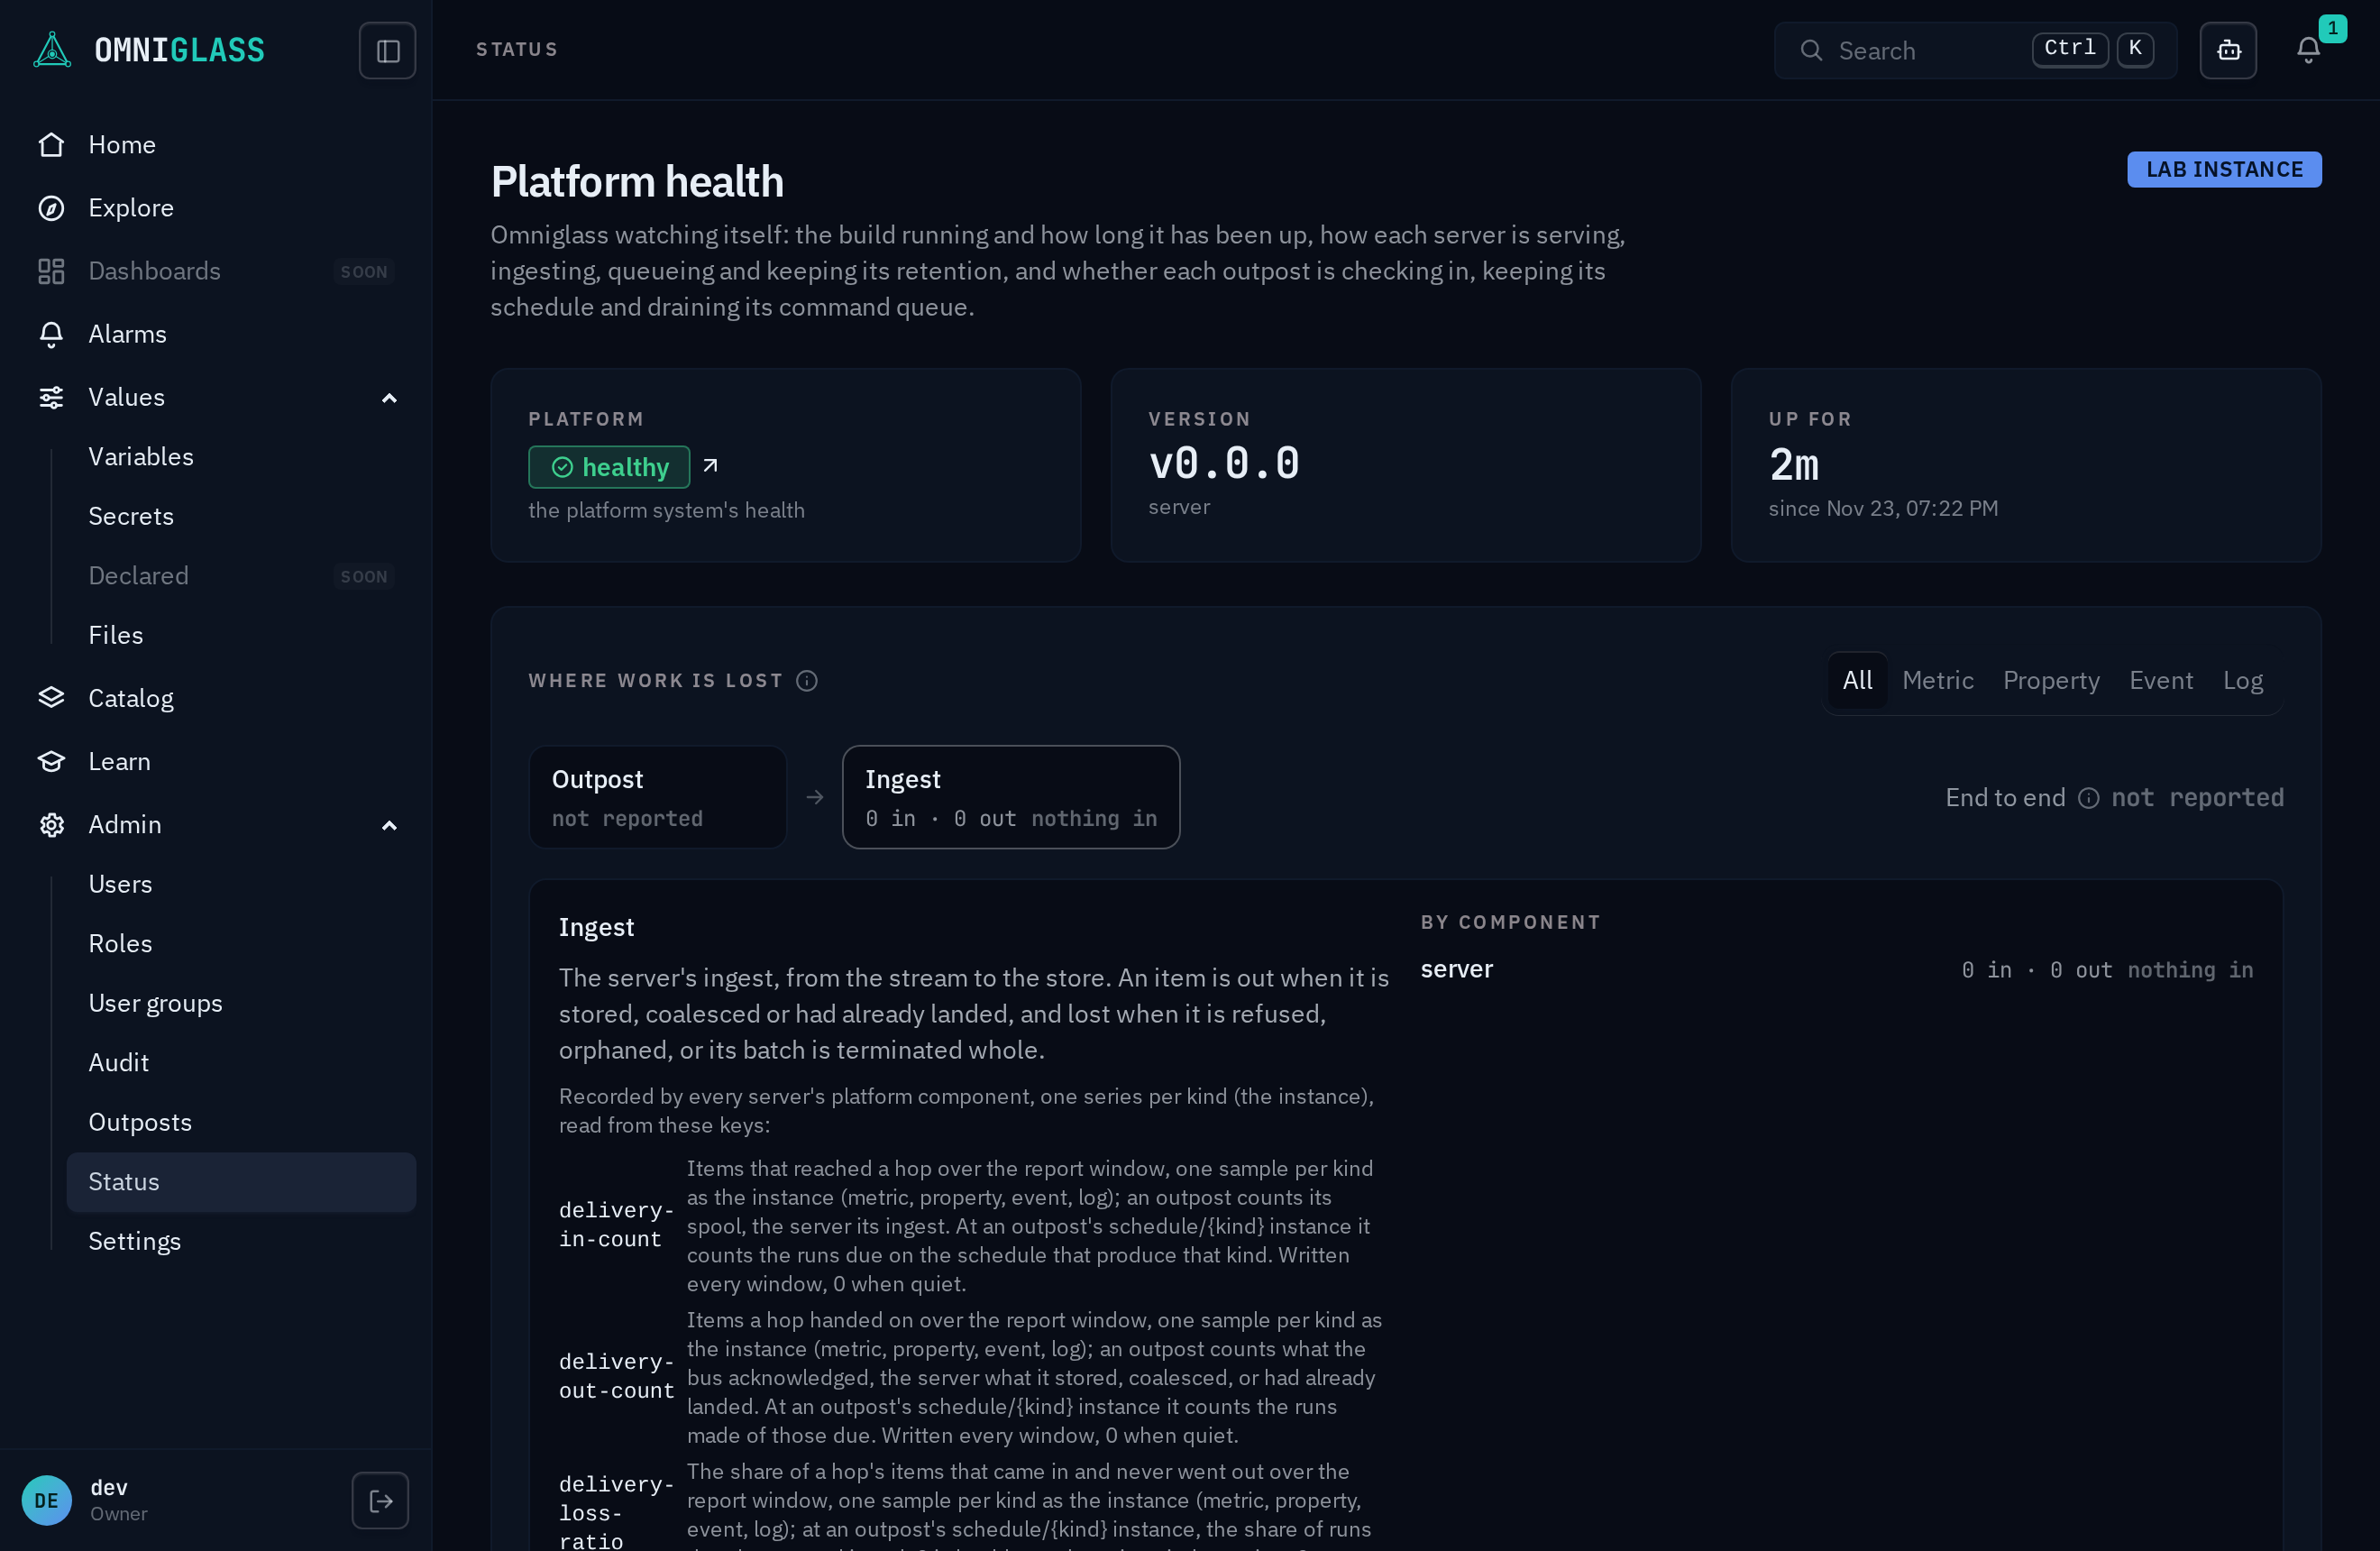 OMNIGLASS
Home
Explore
Dashboards SOON
Alarms
Values
Variables
Secrets
Declared SOON
Files
Catalog
Learn
Admin
Users
Roles
User groups
Audit
Outposts
Status
Settings
DE
dev
Owner
STATUS
Search Ctrl K
1
Platform health
LAB INSTANCE
Omniglass watching itself: the build running and how long it has been up, how each server is serving,
ingesting, queueing and keeping its retention, and whether each outpost is checking in, keeping its
schedule and draining its command queue.
PLATFORM
healthy
the platform system's health
VERSION
v0.0.0
server
UP FOR
2m
since Nov 23, 07:22 PM
WHERE WORK IS LOST
All Metric Property Event Log
Outpost
not reported
Ingest
0 in · 0 out nothing in
End to end not reported
Ingest
The server's ingest, from the stream to the store. An item is out when it is
stored, coalesced or had already landed, and lost when it is refused,
orphaned, or its batch is terminated whole.
Recorded by every server's platform component, one series per kind (the instance),
read from these keys:
delivery-
in-count
Items that reached a hop over the report window, one sample per kind
as the instance (metric, property, event, log); an outpost counts its
spool, the server its ingest. At an outpost's schedule/{kind} instance it
counts the runs due on the schedule that produce that kind. Written
every window, 0 when quiet.
delivery-
out-count
Items a hop handed on over the report window, one sample per kind as
the instance (metric, property, event, log); an outpost counts what the
bus acknowledged, the server what it stored, coalesced, or had already
landed. At an outpost's schedule/{kind} instance it counts the runs
made of those due. Written every window, 0 when quiet.
delivery-
loss-
ratio
The share of a hop's items that came in and never went out over the
report window, one sample per kind as the instance (metric, property,
event, log); at an outpost's schedule/{kind} instance, the share of runs
BY COMPONENT
server 0 in · 0 out nothing in